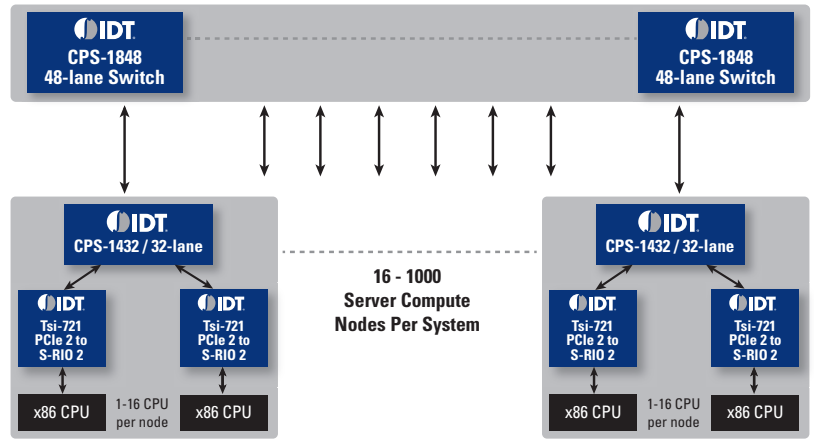 IDT
CPS-1848
48-lane Switch
IDT
CPS-1848
48-lane Switch
IDT
CPS-1432 / 32-lane
IDT
Tsi-721
PCIe 2 to
S-RIO 2
IDT
Tsi-721
PCIe 2 to
S-RIO 2
x86 CPU
1-16 CPU
per node
x86 CPU
16 - 1000
Server Compute
Nodes Per System
IDT
CPS-1432 / 32-lane
IDT
Tsi-721
PCIe 2 to
S-RIO 2
IDT
Tsi-721
PCIe 2 to
S-RIO 2
x86 CPU
1-16 CPU
per node
x86 CPU